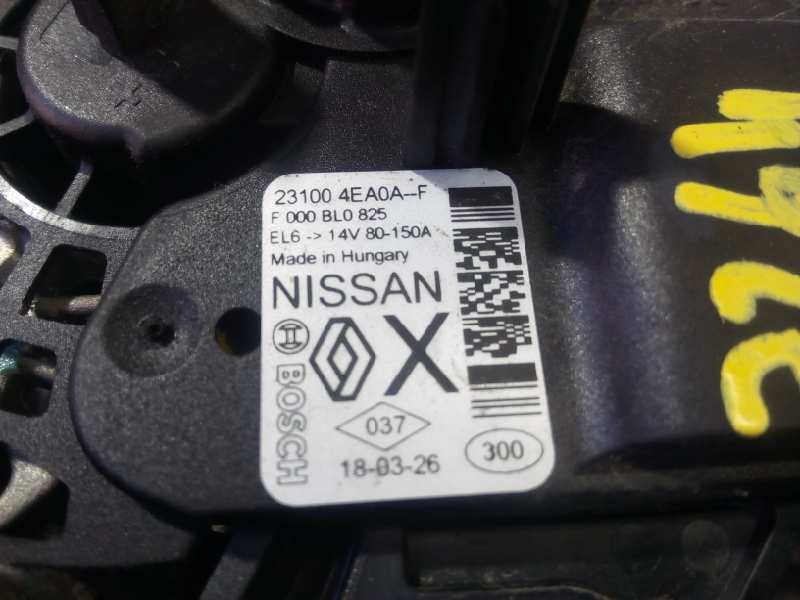 23100 4EA0A--F
F 000 BL0 825
EL6 -> 14V 80-150A
Made in Hungary
NISSAN
BOSCH
X
037
18-03-26
300